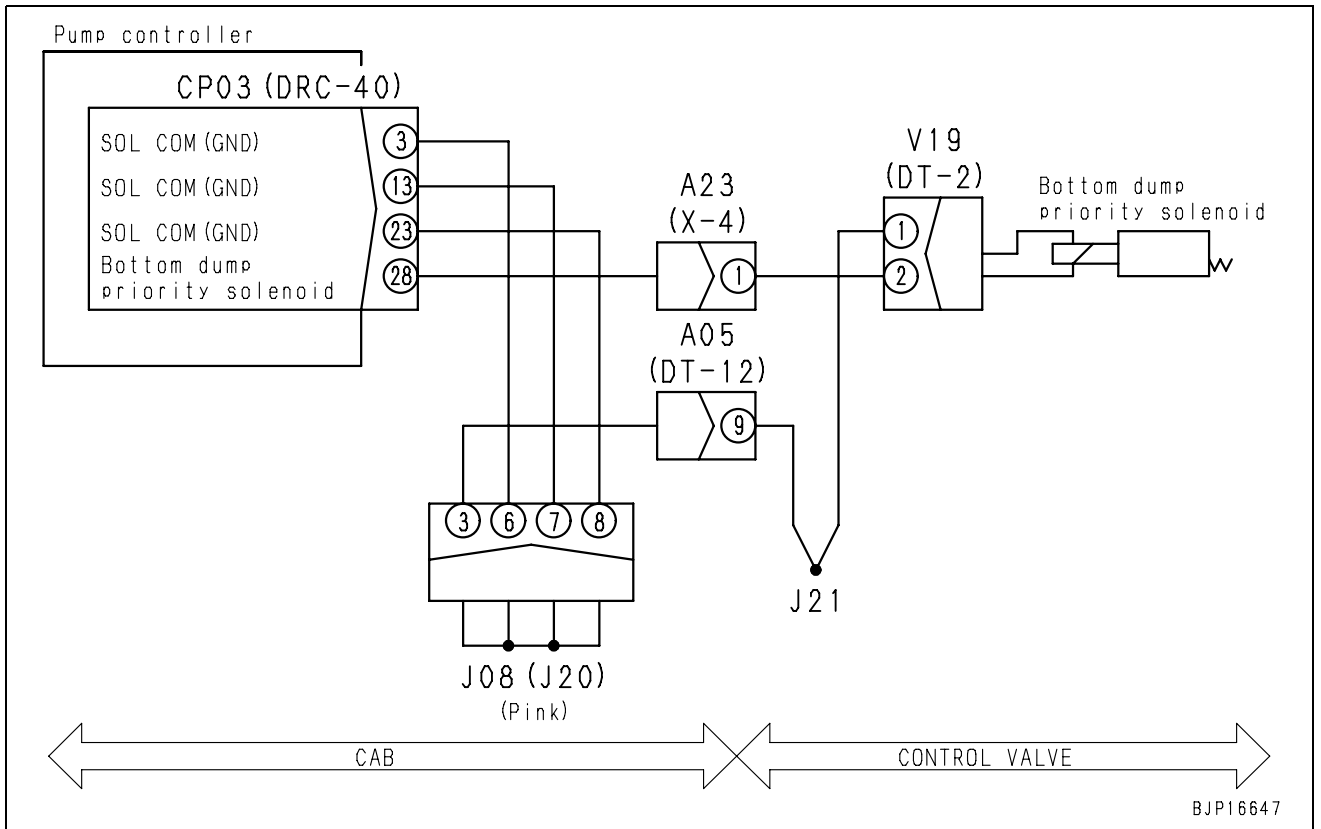 Pump controller
CP03 (DRC-40)
SOL COM (GND)
3
SOL COM (GND)
13
SOL COM (GND)
23
Bottom dump
priority solenoid
28
A23
(X-4)
1
A05
(DT-12)
9
V19
(DT-2)
1
2
Bottom dump
priority solenoid
3
6
7
8
J08 (J20)
(Pink)
J21
CAB
CONTROL VALVE
BJP16647